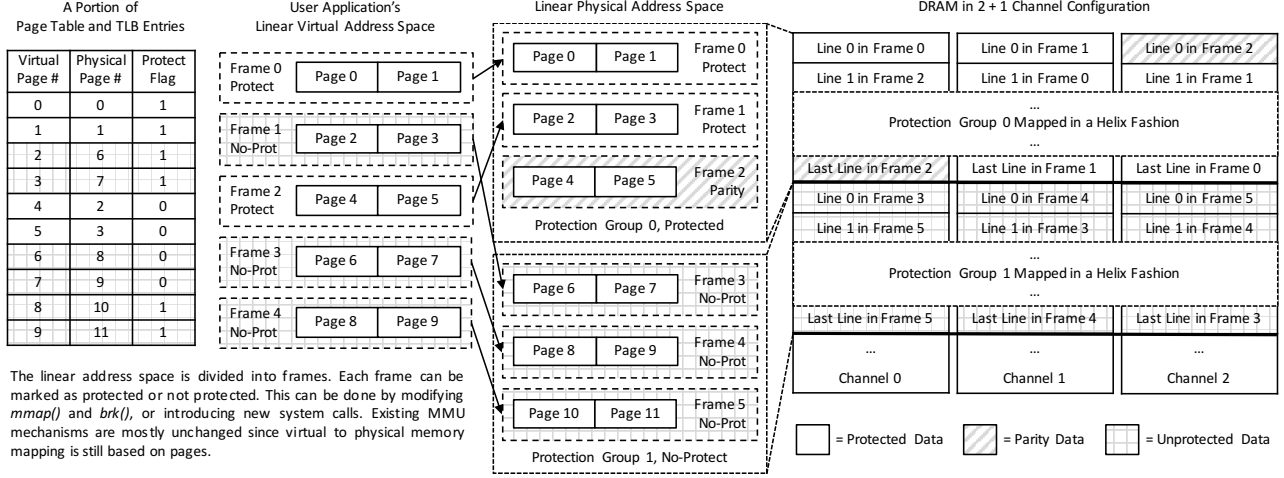 A Portion of
Page Table and TLB Entries
Virtual Page # Physical Page # Protect Flag
0 0 1
1 1 1
2 6 1
3 7 1
4 2 0
5 3 0
6 8 0
7 9 0
8 10 1
9 11 1
User Application's
Linear Virtual Address Space
Frame 0
Protect
Page 0 Page 1
Frame 1
No-Prot
Page 2 Page 3
Frame 2
Protect
Page 4 Page 5
Frame 3
No-Prot
Page 6 Page 7
Frame 4
No-Prot
Page 8 Page 9
The linear address space is divided into frames. Each frame can be
marked as protected or not protected. This can be done by modifying
mmap() and brk(), or introducing new system calls. Existing MMU
mechanisms are mostly unchanged since virtual to physical memory
mapping is still based on pages.
Linear Physical Address Space
Page 0 Page 1
Frame 0
Protect
Page 2 Page 3
Frame 1
Protect
Page 4 Page 5
Frame 2
Parity
Protection Group 0, Protected
Page 6 Page 7
Frame 3
No-Prot
Page 8 Page 9
Frame 4
No-Prot
Page 10 Page 11
Frame 5
No-Prot
Protection Group 1, No-Protect
DRAM in 2 + 1 Channel Configuration
Line 0 in Frame 0 Line 0 in Frame 1 Line 0 in Frame 2
Line 1 in Frame 2 Line 1 in Frame 0 Line 1 in Frame 1
...
Protection Group 0 Mapped in a Helix Fashion
...
Last Line in Frame 2 Last Line in Frame 1 Last Line in Frame 0
Line 0 in Frame 3 Line 0 in Frame 4 Line 0 in Frame 5
Line 1 in Frame 5 Line 1 in Frame 3 Line 1 in Frame 4
Protection Group 1 Mapped in a Helix Fashion
...
Last Line in Frame 5 Last Line in Frame 4 Last Line in Frame 3
... ... ...
Channel 0 Channel 1 Channel 2
= Protected Data = Parity Data = Unprotected Data